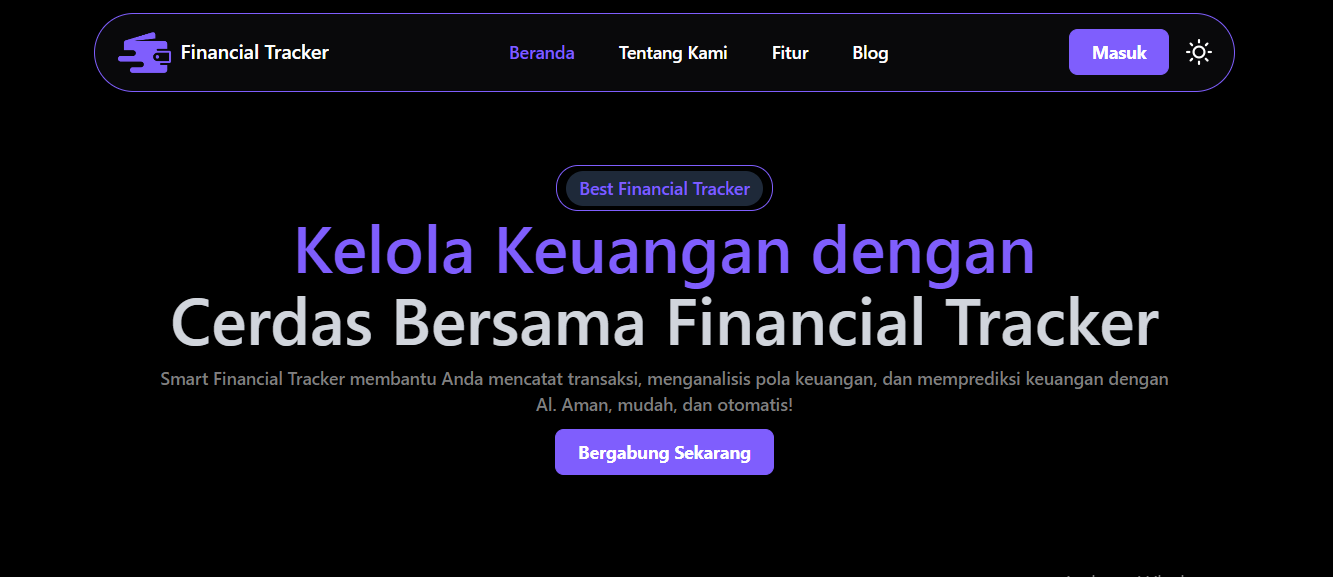 Financial Tracker
Beranda
Tentang Kami
Fitur
Blog
Masuk
Best Financial Tracker
Kelola Keuangan dengan
Cerdas Bersama Financial Tracker
Smart Financial Tracker membantu Anda mencatat transaksi, menganalisis pola keuangan, dan memprediksi keuangan dengan
AI. Aman, mudah, dan otomatis!
Bergabung Sekarang